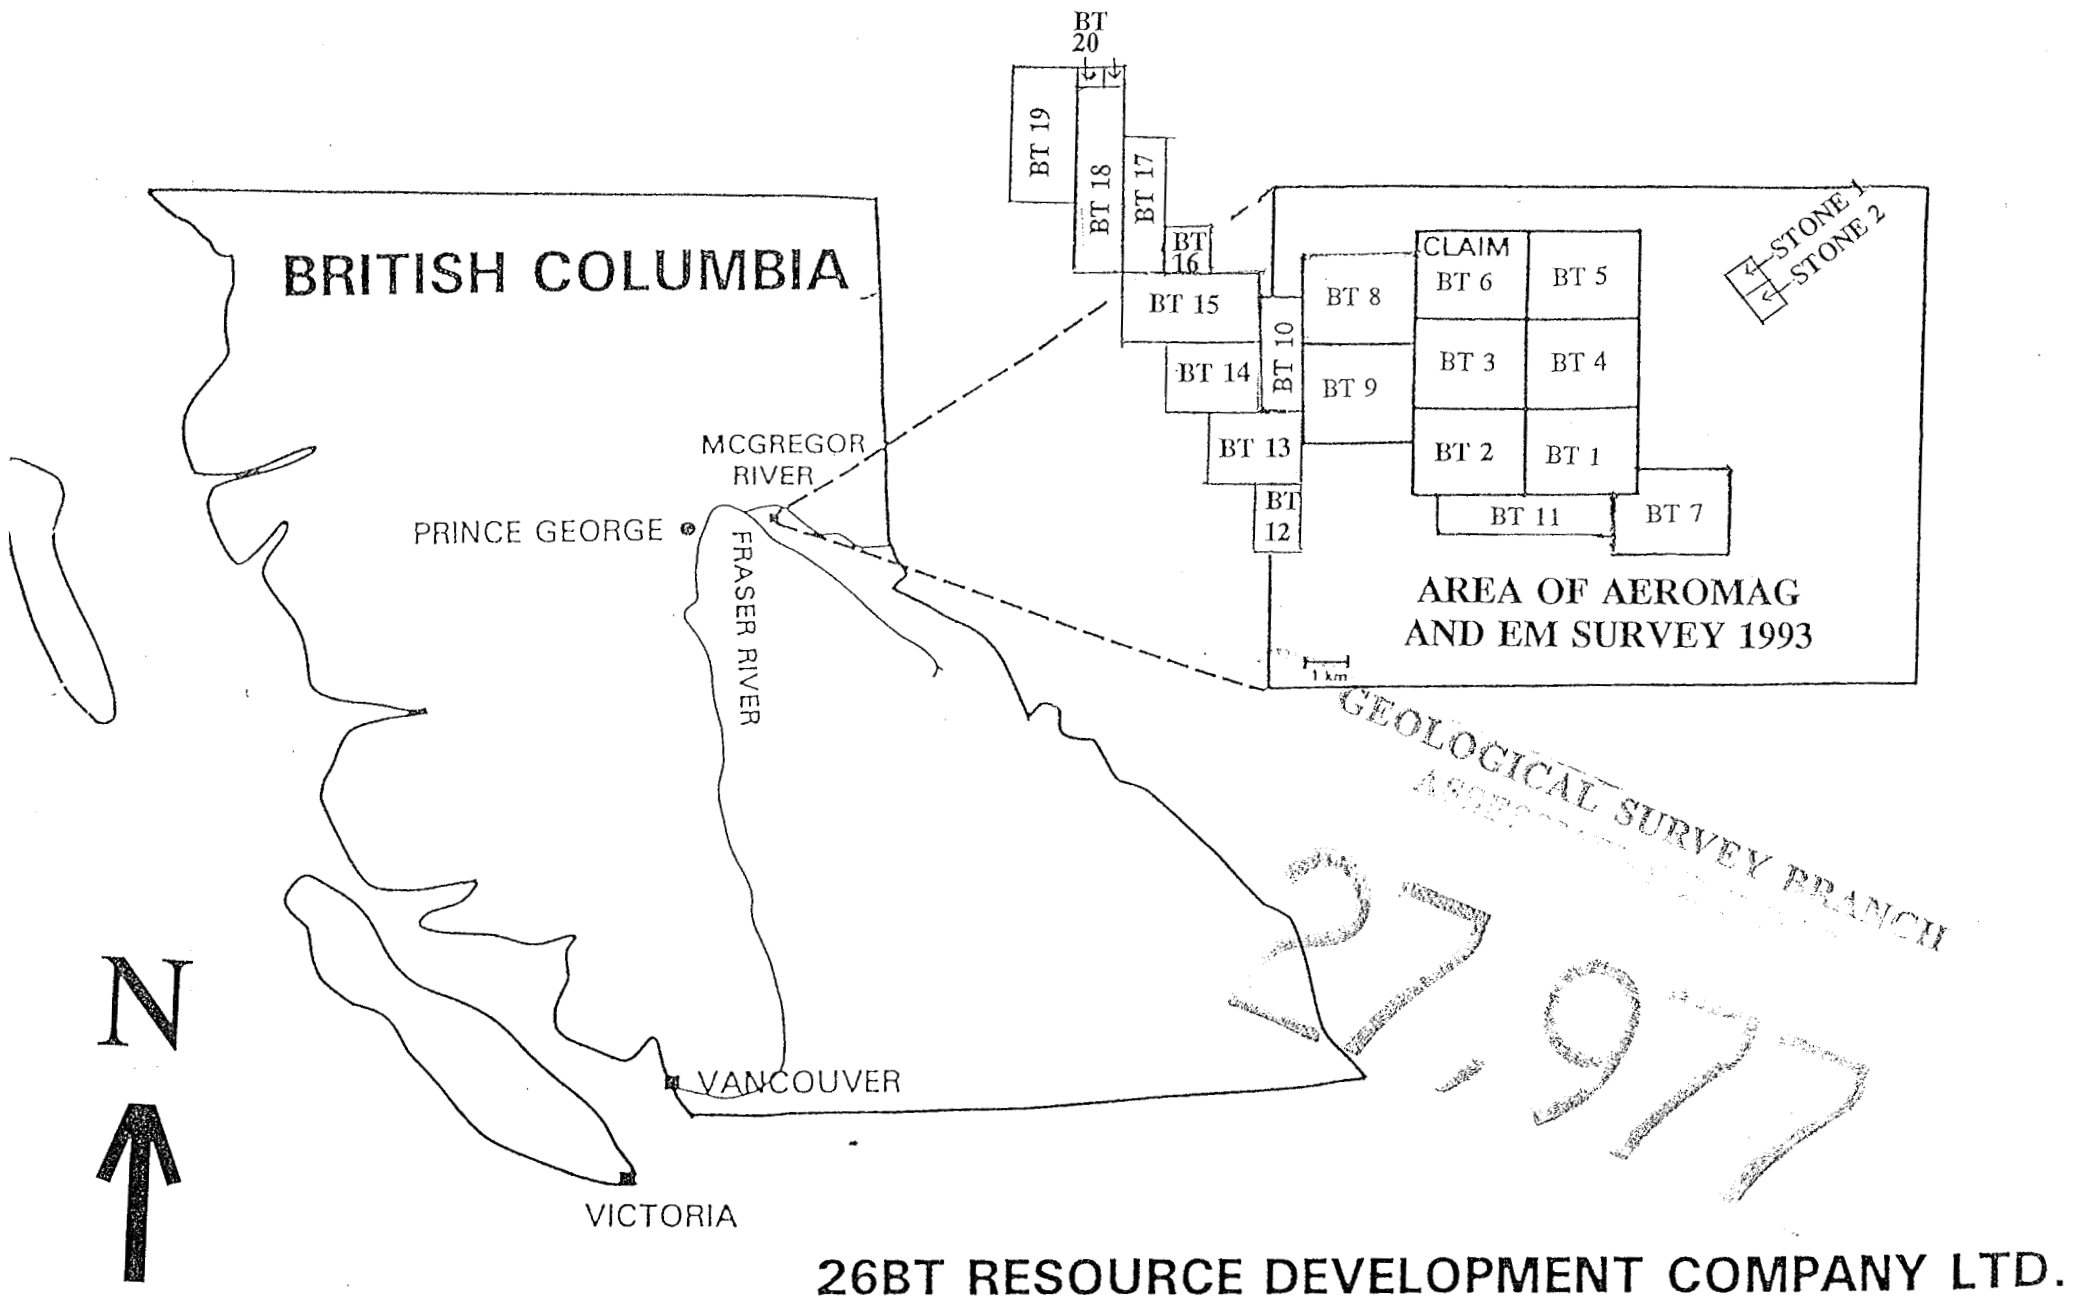 BT
20
BT 19
BT 18
BT 17
BT
16
BT 15
BT 14
BT 10
BT 13
BT
12
BT 8
BT 9
CLAIM
BT 6
BT 5
BT 3
BT 4
BT 2
BT 1
BT 11
BT 7
STONE 1
STONE 2
AREA OF AEROMAG
AND EM SURVEY 1993
1 km
BRITISH COLUMBIA
MCGREGOR
RIVER
PRINCE GEORGE
FRASER RIVER
VANCOUVER
VICTORIA
N
GEOLOGICAL SURVEY BRANCH
27,977
26BT RESOURCE DEVELOPMENT COMPANY LTD.